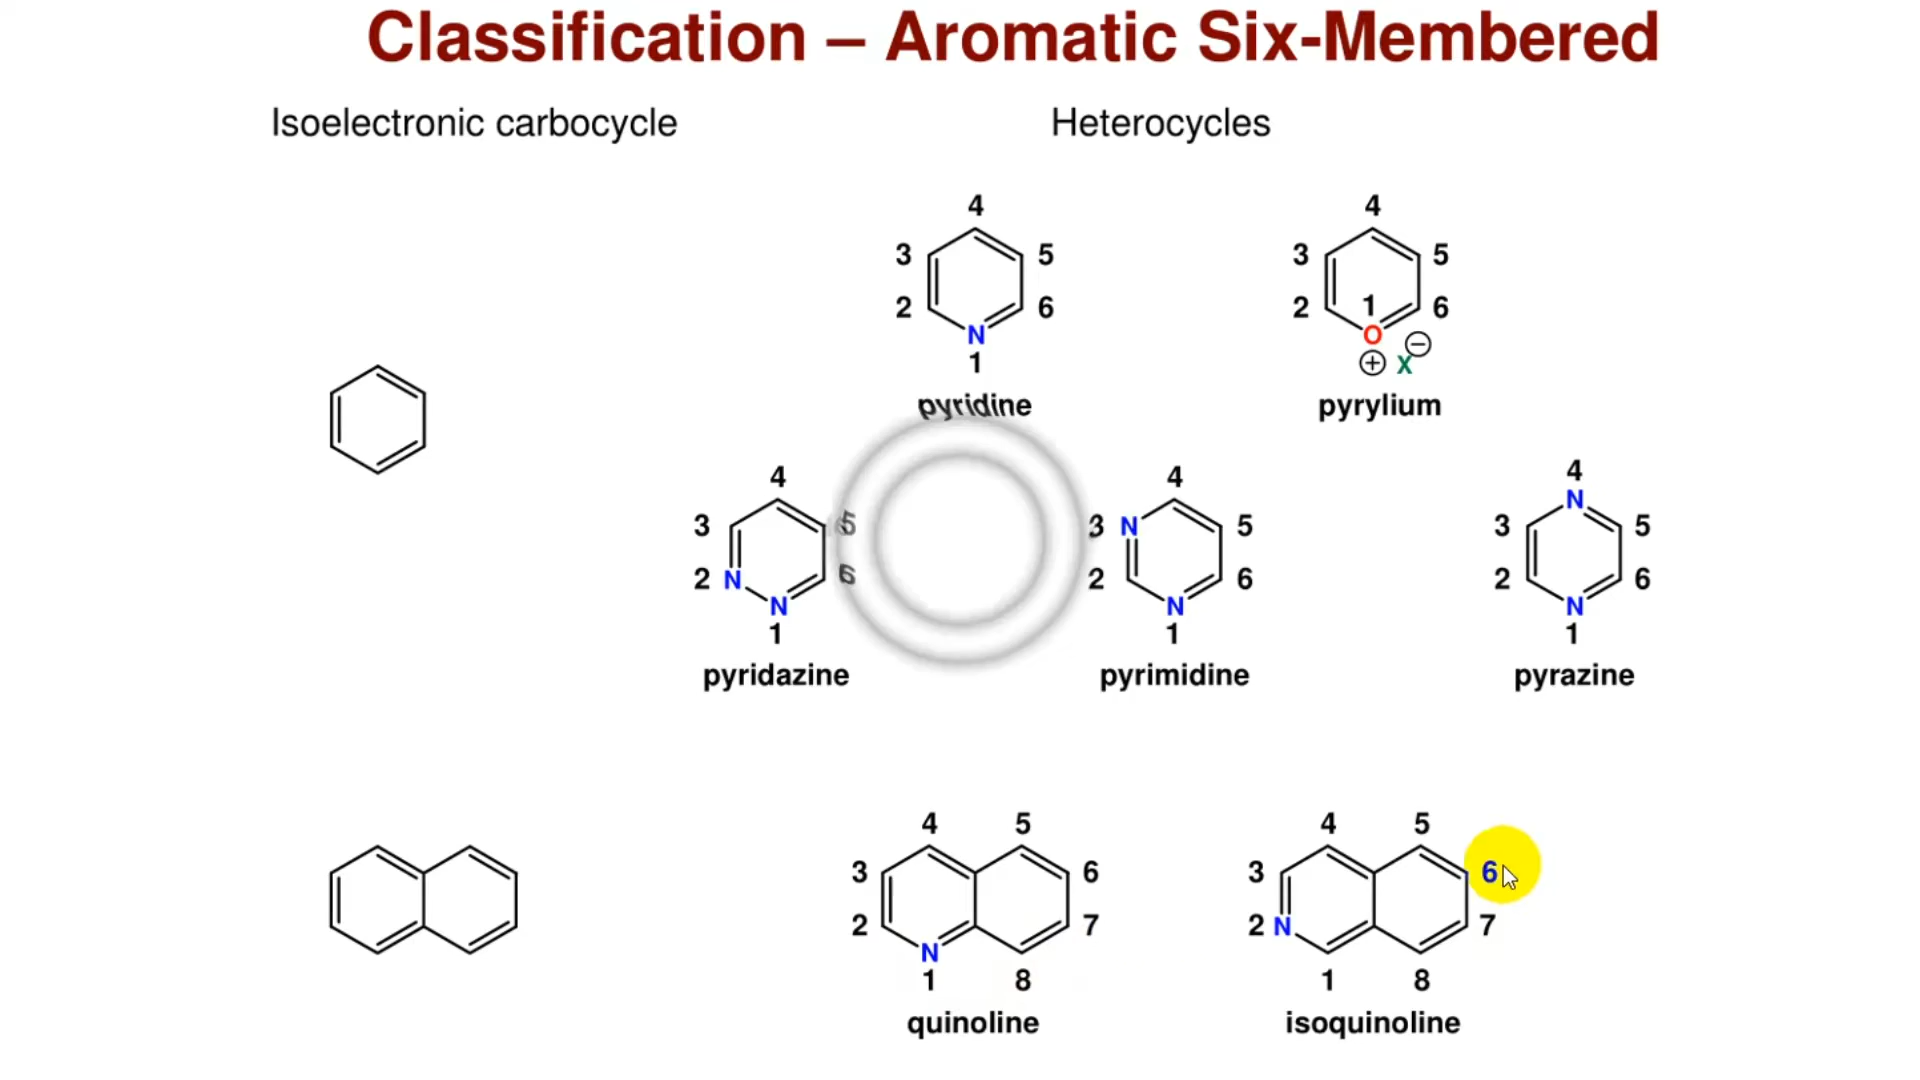 Classification – Aromatic Six-Membered
Isoelectronic carbocycle
Heterocycles
4
3 5
2 6
N
1
pyridine
4
3 5
2 1 6
O
⊕ X⊖
pyrylium
4
3 5
2 N 6
N
1
pyridazine
4
3 N 5
2 6
N
1
pyrimidine
4
N
3 5
2 6
N
1
pyrazine
4 5
3 6
2 7
N
1 8
quinoline
4 5
3 6
2 N 7
1 8
isoquinoline